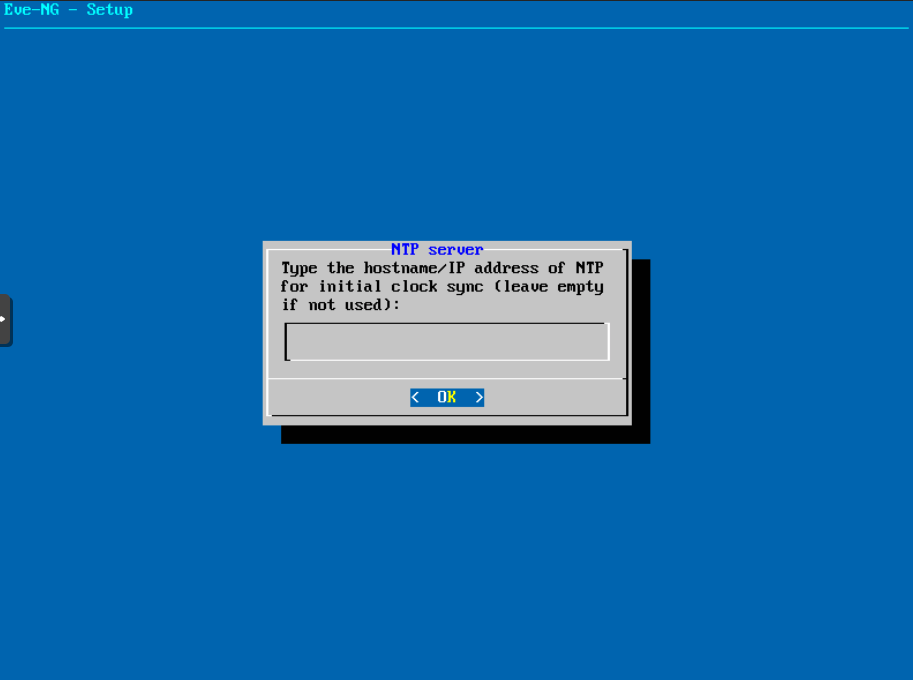 Eve-NG - Setup
NTP server
Type the hostname/IP address of NTP
for initial clock sync (leave empty
if not used):
< OK >